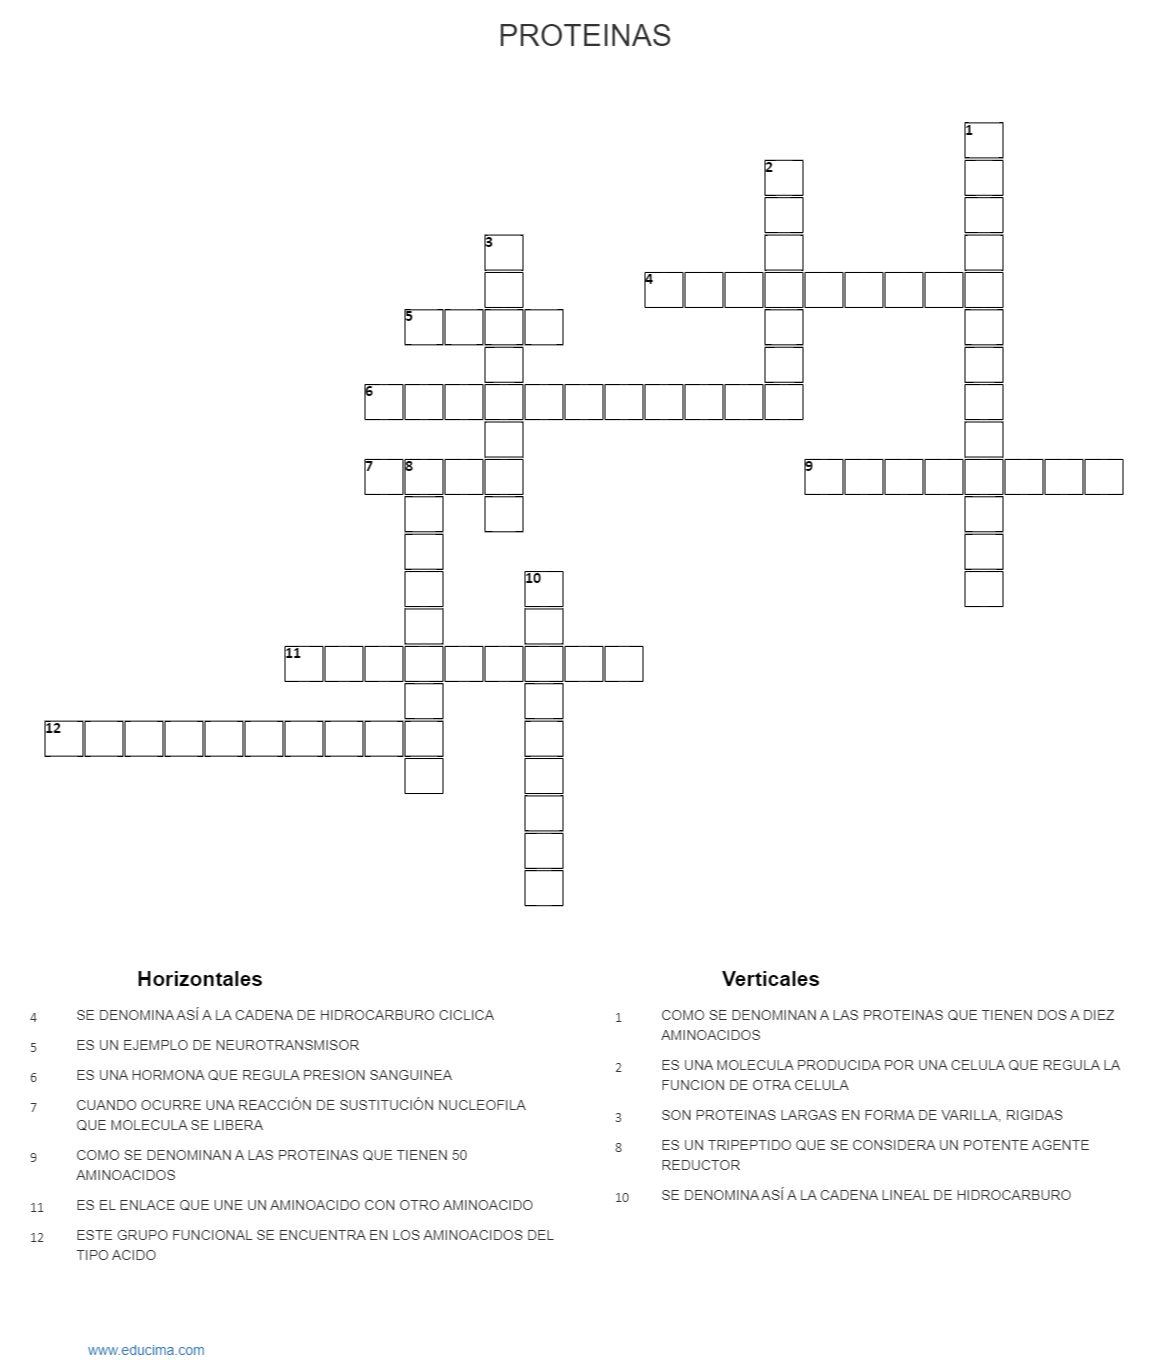 PROTEINAS
1
2
3
4
5
6
7 8
9
10
11
12
Horizontales
4 SE DENOMINA ASÍ A LA CADENA DE HIDROCARBURO CICLICA
5 ES UN EJEMPLO DE NEUROTRANSMISOR
6 ES UNA HORMONA QUE REGULA PRESION SANGUINEA
7 CUANDO OCURRE UNA REACCIÓN DE SUSTITUCIÓN NUCLEOFILA
QUE MOLECULA SE LIBERA
9 COMO SE DENOMINAN A LAS PROTEINAS QUE TIENEN 50
AMINOACIDOS
11 ES EL ENLACE QUE UNE UN AMINOACIDO CON OTRO AMINOACIDO
12 ESTE GRUPO FUNCIONAL SE ENCUENTRA EN LOS AMINOACIDOS DEL
TIPO ACIDO
Verticales
1 COMO SE DENOMINAN A LAS PROTEINAS QUE TIENEN DOS A DIEZ
AMINOACIDOS
2 ES UNA MOLECULA PRODUCIDA POR UNA CELULA QUE REGULA LA
FUNCION DE OTRA CELULA
3 SON PROTEINAS LARGAS EN FORMA DE VARILLA, RIGIDAS
8 ES UN TRIPEPTIDO QUE SE CONSIDERA UN POTENTE AGENTE
REDUCTOR
10 SE DENOMINA ASÍ A LA CADENA LINEAL DE HIDROCARBURO
www.educima.com